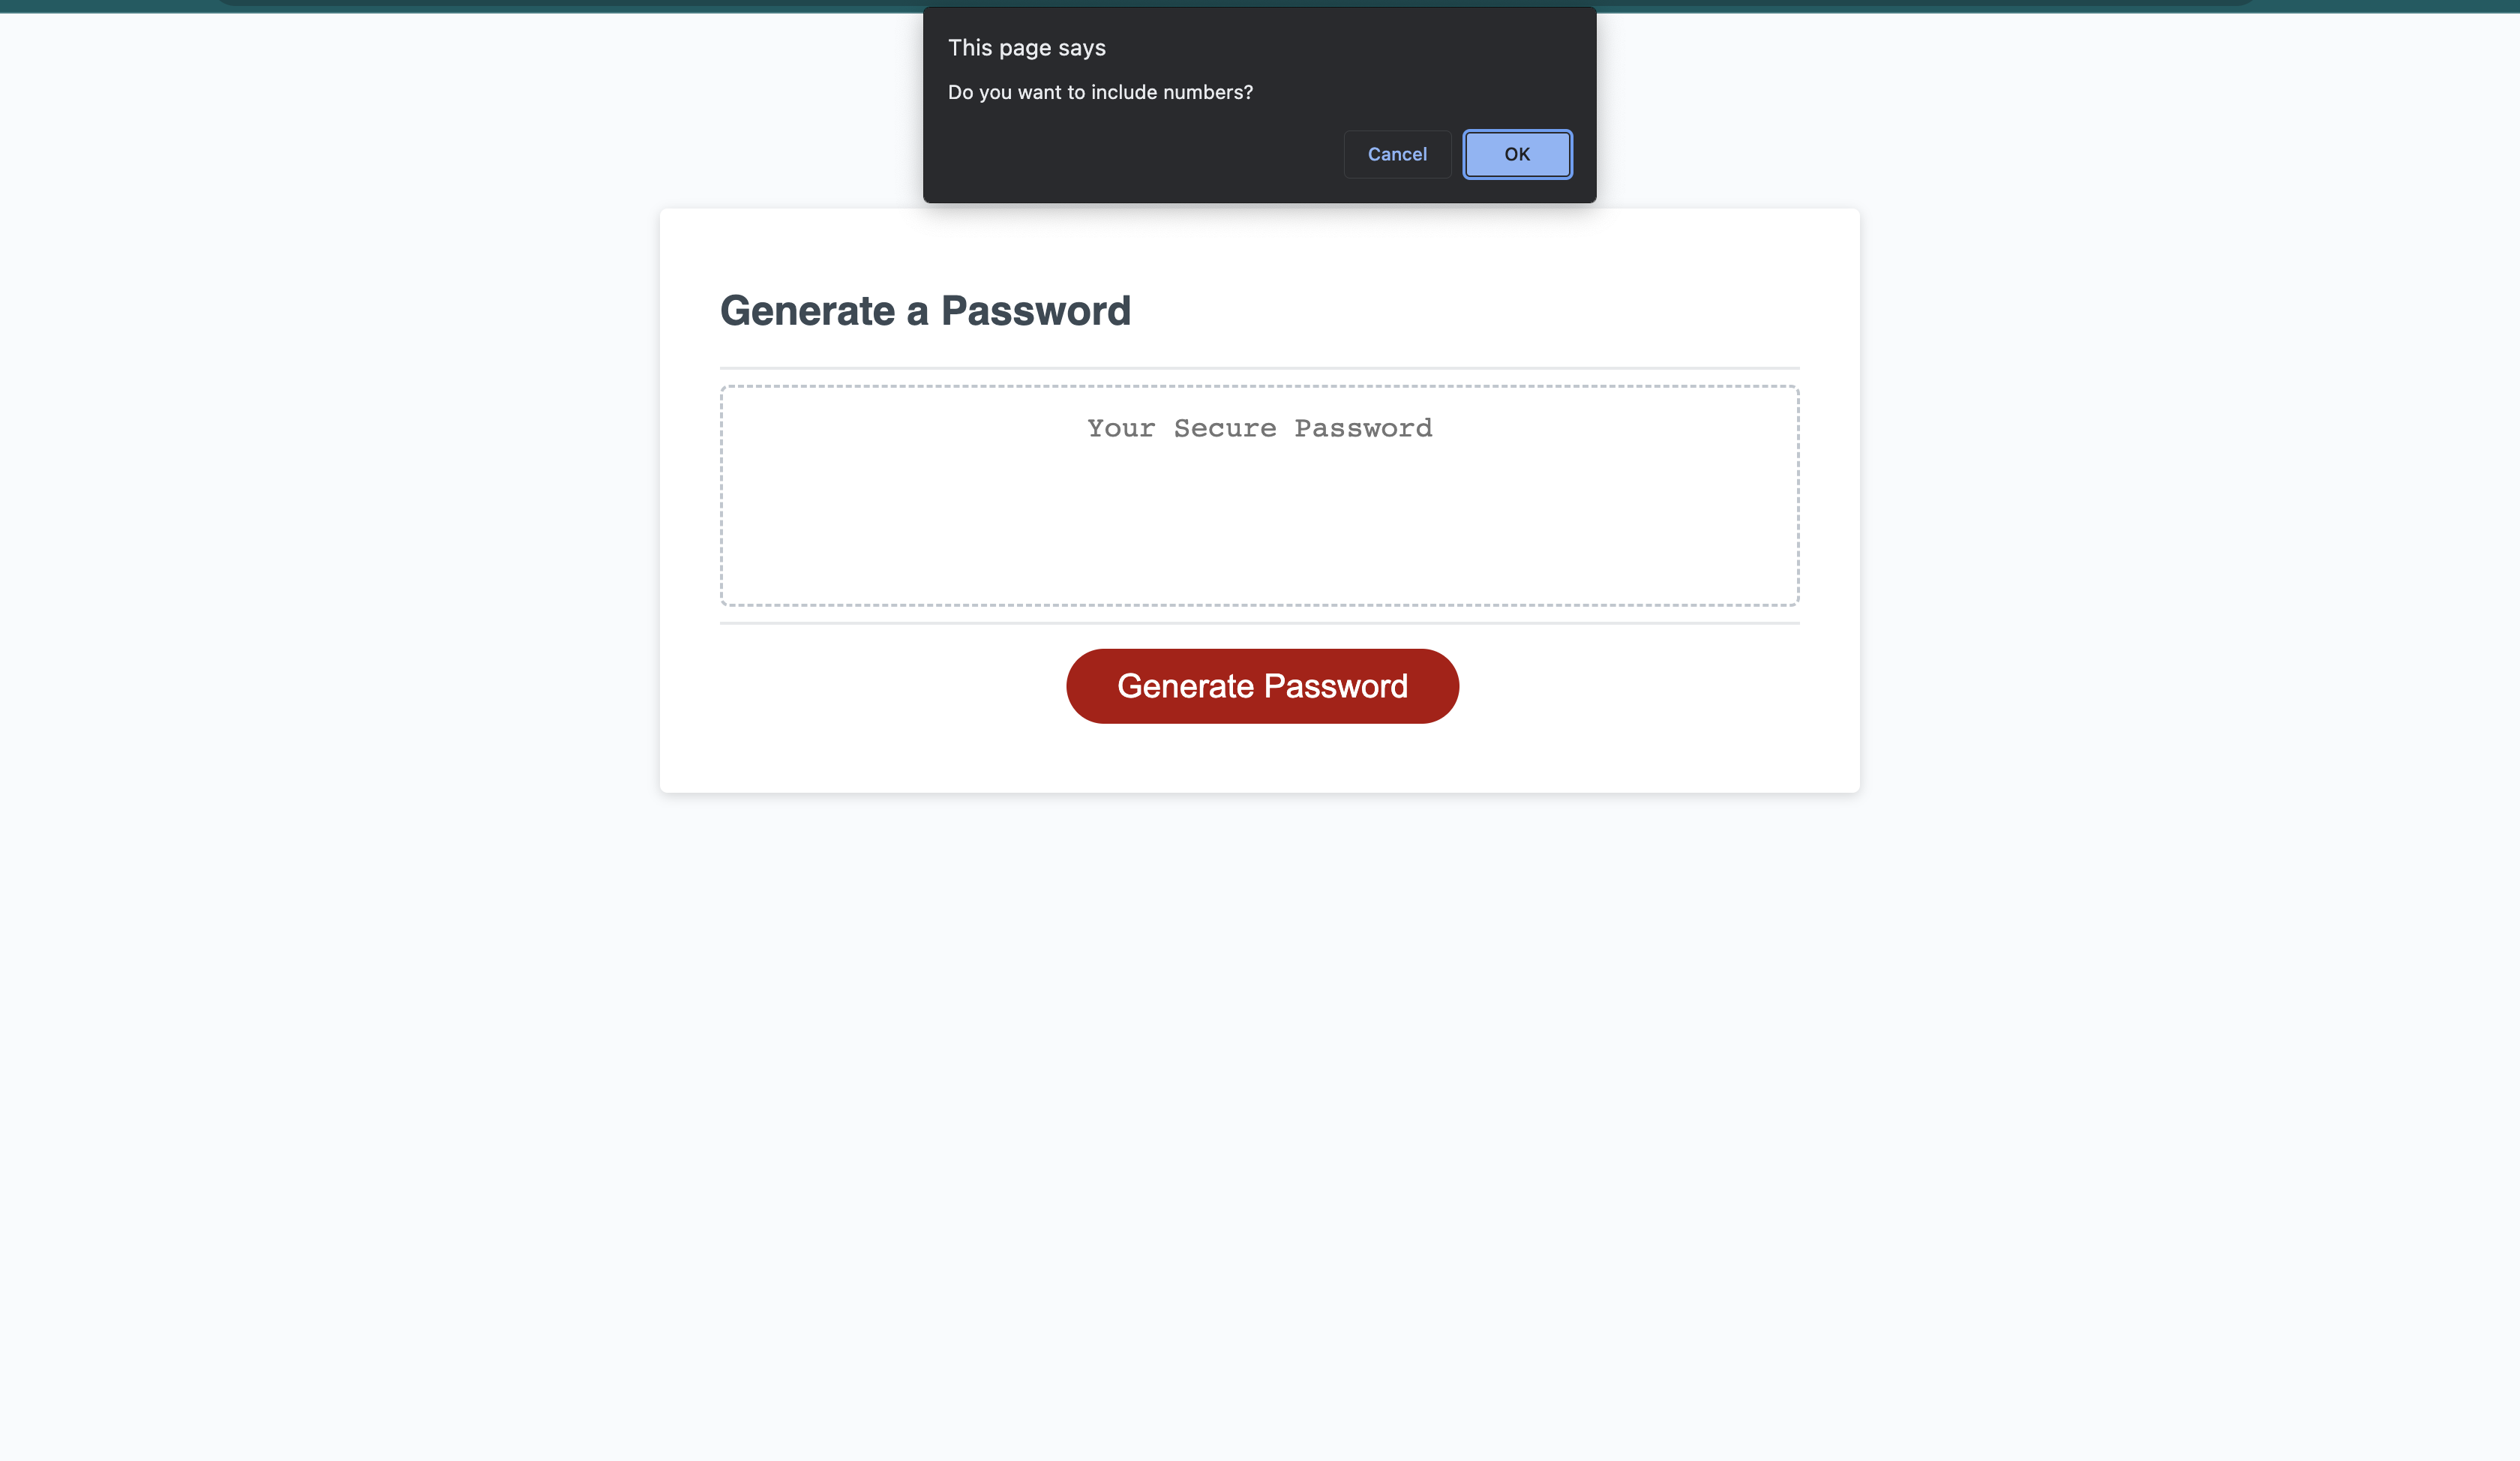 This page says
Do you want to include numbers?
Cancel OK
Generate a Password
Your Secure Password
Generate Password